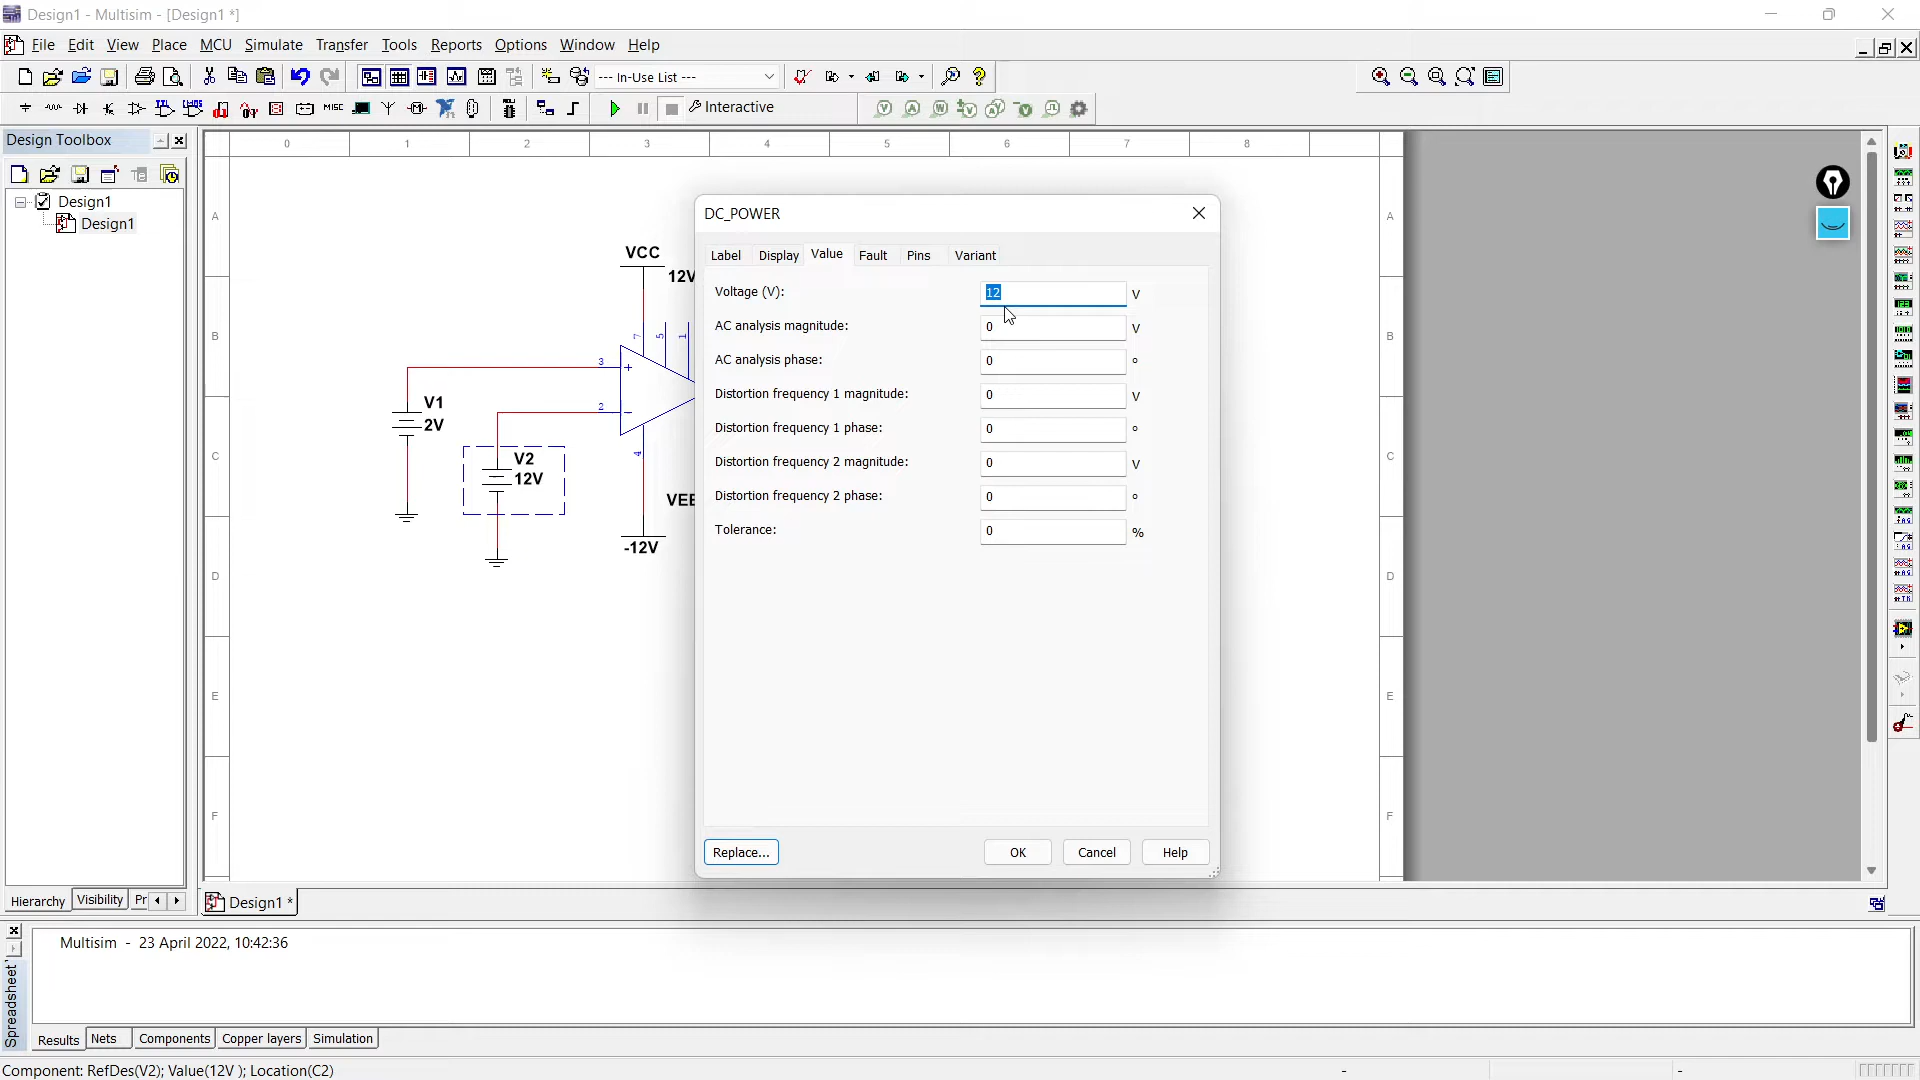 Design1 - Multisim - [Design1 *]
File Edit View Place MCU Simulate Transfer Tools Reports Options Window Help
--- In-Use List ---
MISC
Interactive
Design Toolbox
Design1
Design1
0 1 2 3 4 5 6 7 8
A
B
C
D
E
F
A
B
C
D
E
F
VCC
12V
7 5 1
3
2
4
V1
2V
V2
12V
VEE
-12V
DC_POWER
Label Display Value Fault Pins Variant
Voltage (V): 12 V
AC analysis magnitude: 0 V
AC analysis phase: 0 °
Distortion frequency 1 magnitude: 0 V
Distortion frequency 1 phase: 0 °
Distortion frequency 2 magnitude: 0 V
Distortion frequency 2 phase: 0 °
Tolerance: 0 %
Replace... OK Cancel Help
Hierarchy Visibility Pr
Design1 *
Multisim - 23 April 2022, 10:42:36
Spreadsheet
Results Nets Components Copper layers Simulation
Component: RefDes(V2); Value(12V ); Location(C2) - -